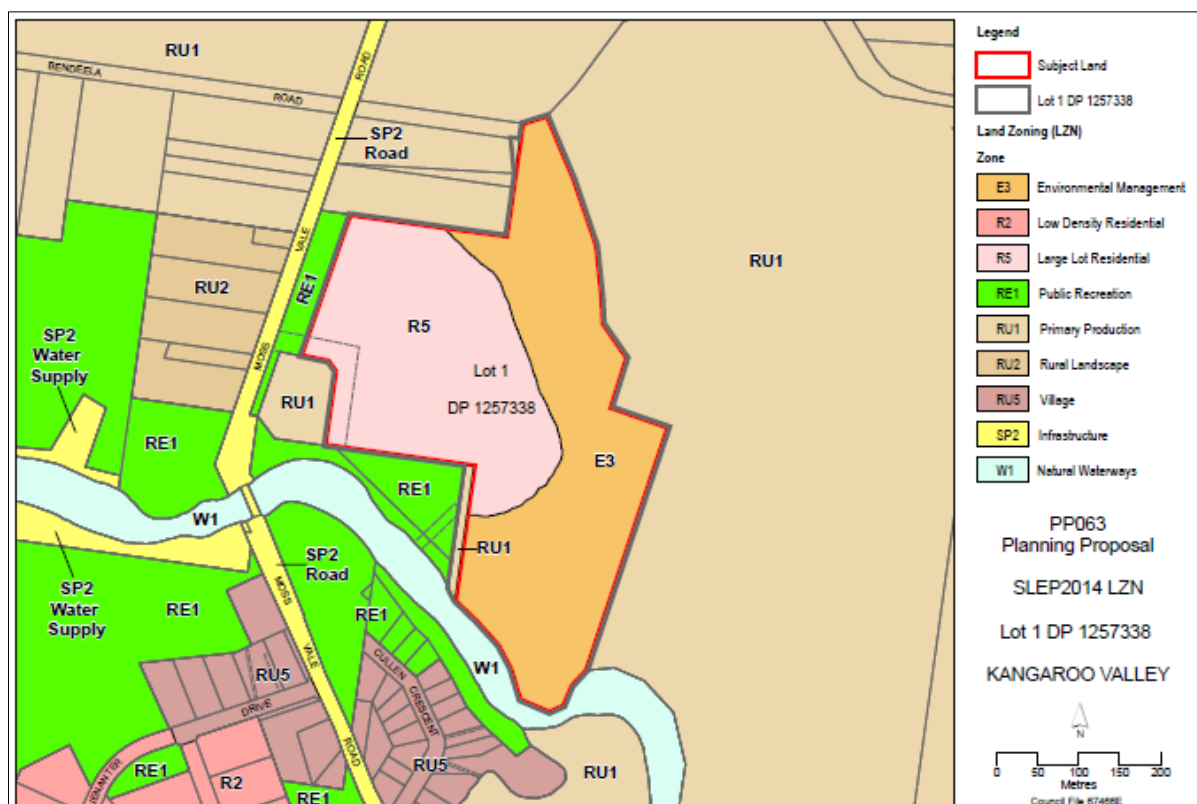 RU1
BENDEELA
ROAD
ROAD
SP2
Road
RE1
RU2
VALE
RU1
R5
SP2
Water
Supply
MOSS
Lot 1
DP 1257338
RU1
RE1
E3
RE1
W1
RU1
SP2
Road
SP2
Water
Supply
RE1
MOSS
RE1
W1
VALE
RU5
CULLEN
CRESCENT
DRIVE
ROAD
RE1
R2
RU5
RU1
RE1
Legend
Subject Land
Lot 1 DP 1257338
Land Zoning (LZN)
Zone
E3 Environmental Management
R2 Low Density Residential
R5 Large Lot Residential
RE1 Public Recreation
RU1 Primary Production
RU2 Rural Landscape
RU5 Village
SP2 Infrastructure
W1 Natural Waterways
PP063
Planning Proposal
SLEP2014 LZN
Lot 1 DP 1257338
KANGAROO VALLEY
N
0 50 100 150 200
Metres
Council File 67466E